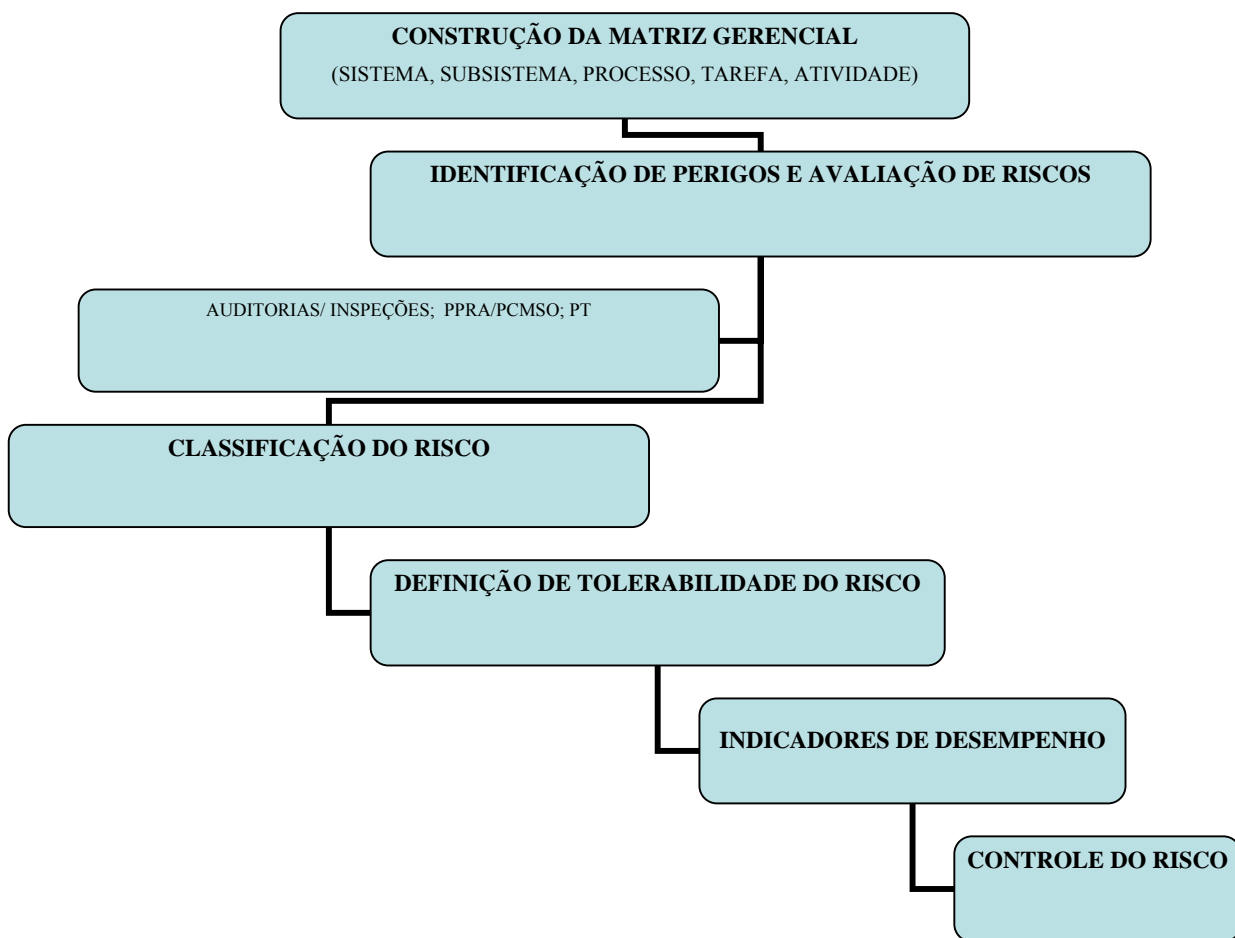 CONSTRUÇÃO DA MATRIZ GERENCIAL
(SISTEMA, SUBSISTEMA, PROCESSO, TAREFA, ATIVIDADE)
IDENTIFICAÇÃO DE PERIGOS E AVALIAÇÃO DE RISCOS
AUDITORIAS/ INSPEÇÕES; PPRA/PCMSO; PT
CLASSIFICAÇÃO DO RISCO
DEFINIÇÃO DE TOLERABILIDADE DO RISCO
INDICADORES DE DESEMPENHO
CONTROLE DO RISCO